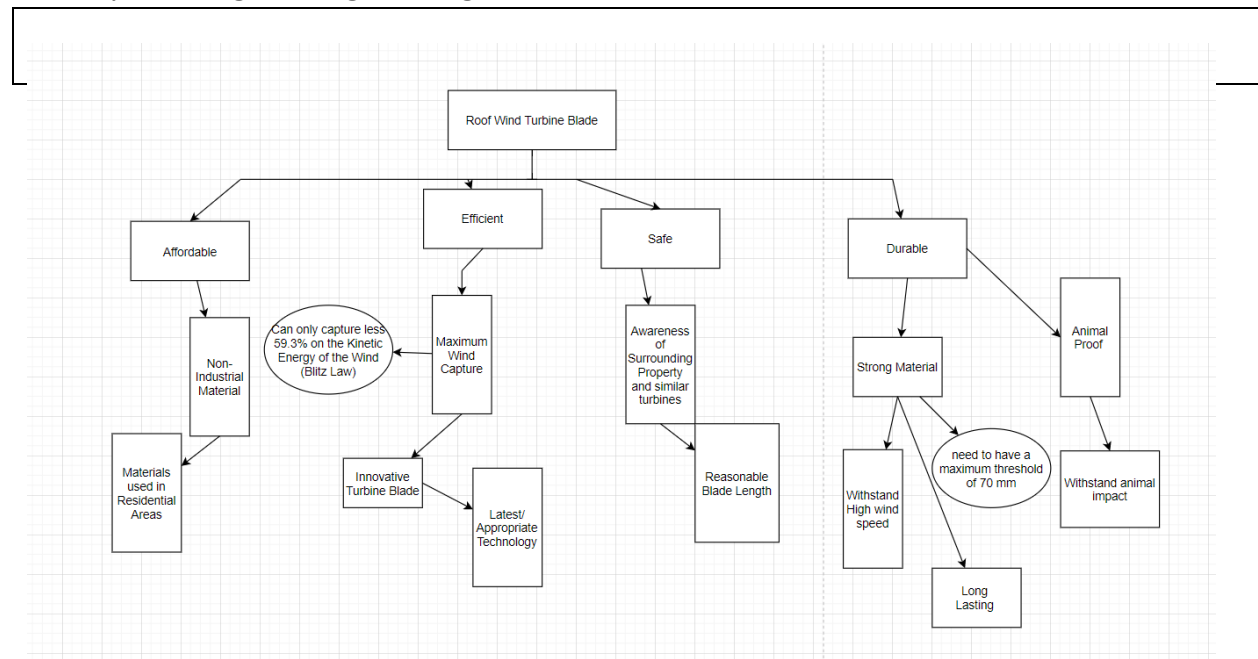 Roof Wind Turbine Blade
Affordable
Efficient
Safe
Durable
Non-
Industrial
Material
Materials
used in
Residential
Areas
Can only capture less
59.3% on the Kinetic
Energy of the Wind
(Blitz Law)
Maximum
Wind
Capture
Innovative
Turbine Blade
Latest/
Appropriate
Technology
Awareness
of
Surrounding
Property
and similar
turbines
Reasonable
Blade Length
Strong Material
Animal
Proof
Withstand
High wind
speed
need to have a
maximum threshold
of 70 mm
Long
Lasting
Withstand animal
impact